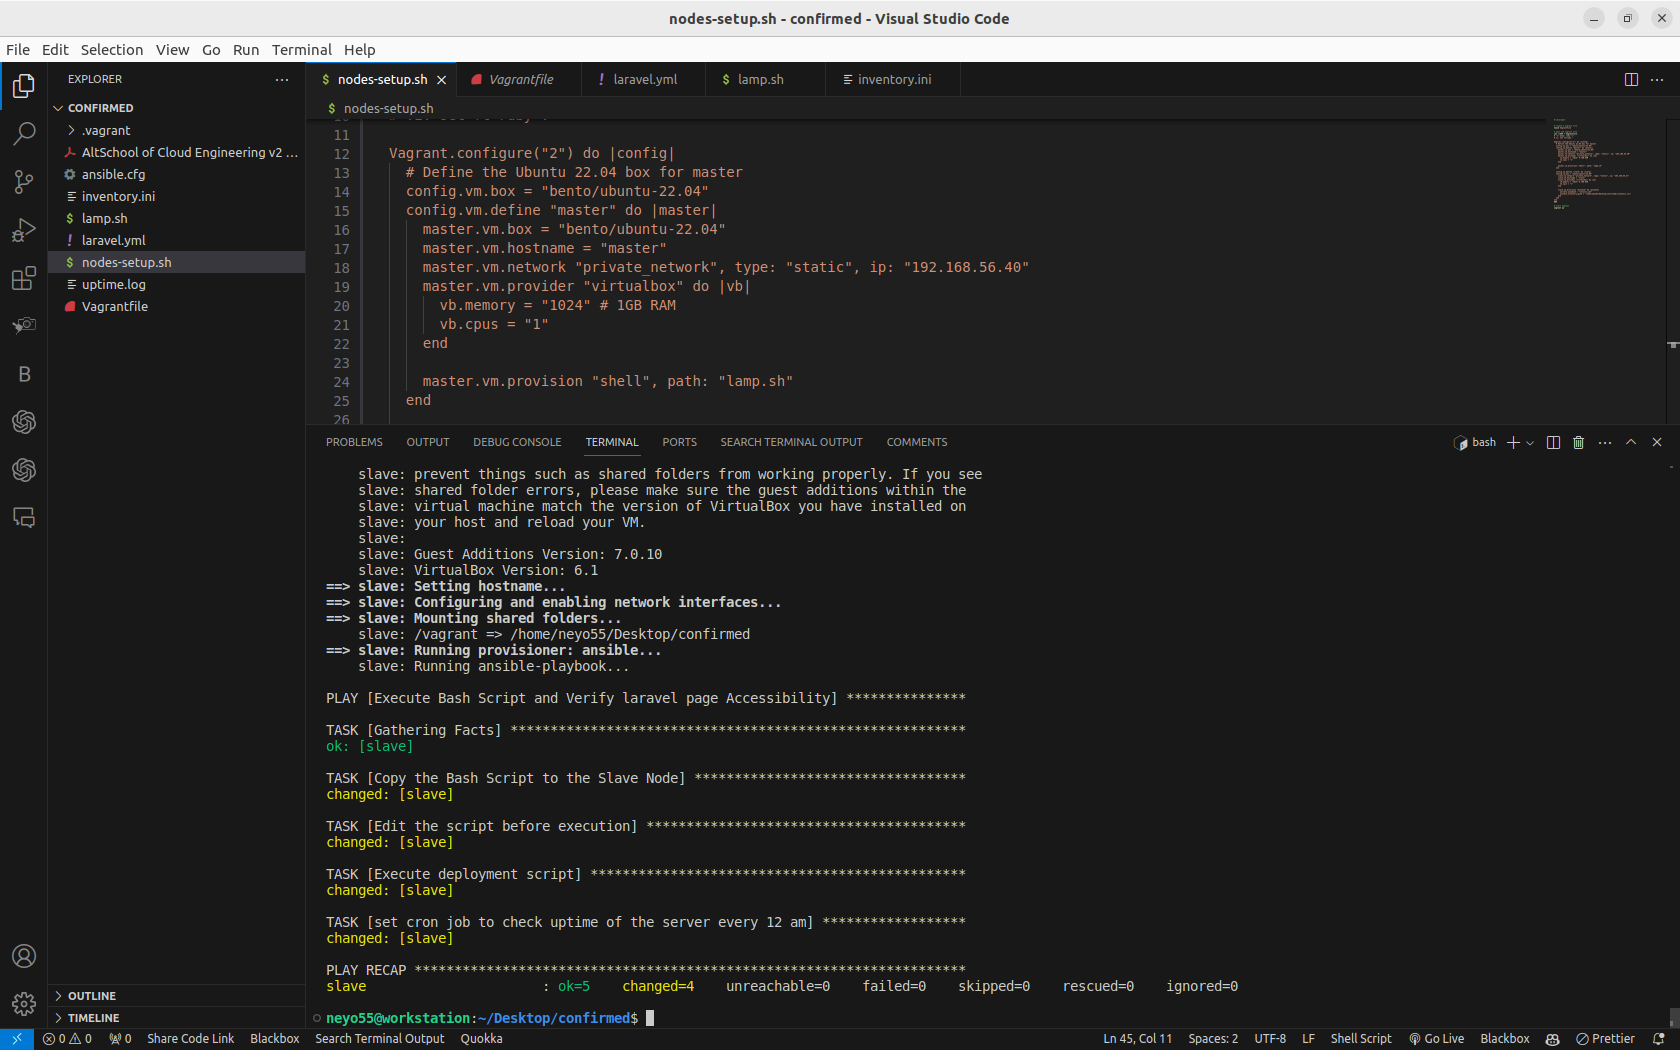 nodes-setup.sh - confirmed - Visual Studio Code
File Edit Selection View Go Run Terminal Help
EXPLORER
CONFIRMED
.vagrant
AltSchool of Cloud Engineering v2 ...
ansible.cfg
inventory.ini
lamp.sh
laravel.yml
nodes-setup.sh
uptime.log
Vagrantfile
OUTLINE
TIMELINE
nodes-setup.sh Vagrantfile laravel.yml lamp.sh inventory.ini
nodes-setup.sh
11
12 Vagrant.configure("2") do |config|
13 # Define the Ubuntu 22.04 box for master
14 config.vm.box = "bento/ubuntu-22.04"
15 config.vm.define "master" do |master|
16 master.vm.box = "bento/ubuntu-22.04"
17 master.vm.hostname = "master"
18 master.vm.network "private_network", type: "static", ip: "192.168.56.40"
19 master.vm.provider "virtualbox" do |vb|
20 vb.memory = "1024" # 1GB RAM
21 vb.cpus = "1"
22 end
23
24 master.vm.provision "shell", path: "lamp.sh"
25 end
26
PROBLEMS OUTPUT DEBUG CONSOLE TERMINAL PORTS SEARCH TERMINAL OUTPUT COMMENTS
bash
slave: prevent things such as shared folders from working properly. If you see
slave: shared folder errors, please make sure the guest additions within the
slave: virtual machine match the version of VirtualBox you have installed on
slave: your host and reload your VM.
slave:
slave: Guest Additions Version: 7.0.10
slave: VirtualBox Version: 6.1
==> slave: Setting hostname...
==> slave: Configuring and enabling network interfaces...
==> slave: Mounting shared folders...
slave: /vagrant => /home/neyo55/Desktop/confirmed
==> slave: Running provisioner: ansible...
slave: Running ansible-playbook...
PLAY [Execute Bash Script and Verify laravel page Accessibility] ***************
TASK [Gathering Facts] *********************************************************
ok: [slave]
TASK [Copy the Bash Script to the Slave Node] **********************************
changed: [slave]
TASK [Edit the script before execution] ****************************************
changed: [slave]
TASK [Execute deployment script] ***********************************************
changed: [slave]
TASK [set cron job to check uptime of the server every 12 am] ******************
changed: [slave]
PLAY RECAP *********************************************************************
slave : ok=5 changed=4 unreachable=0 failed=0 skipped=0 rescued=0 ignored=0
neyo55@workstation:~/Desktop/confirmed$
0 0 0 Share Code Link Blackbox Search Terminal Output Quokka Ln 45, Col 11 Spaces: 2 UTF-8 LF Shell Script Go Live Blackbox Prettier